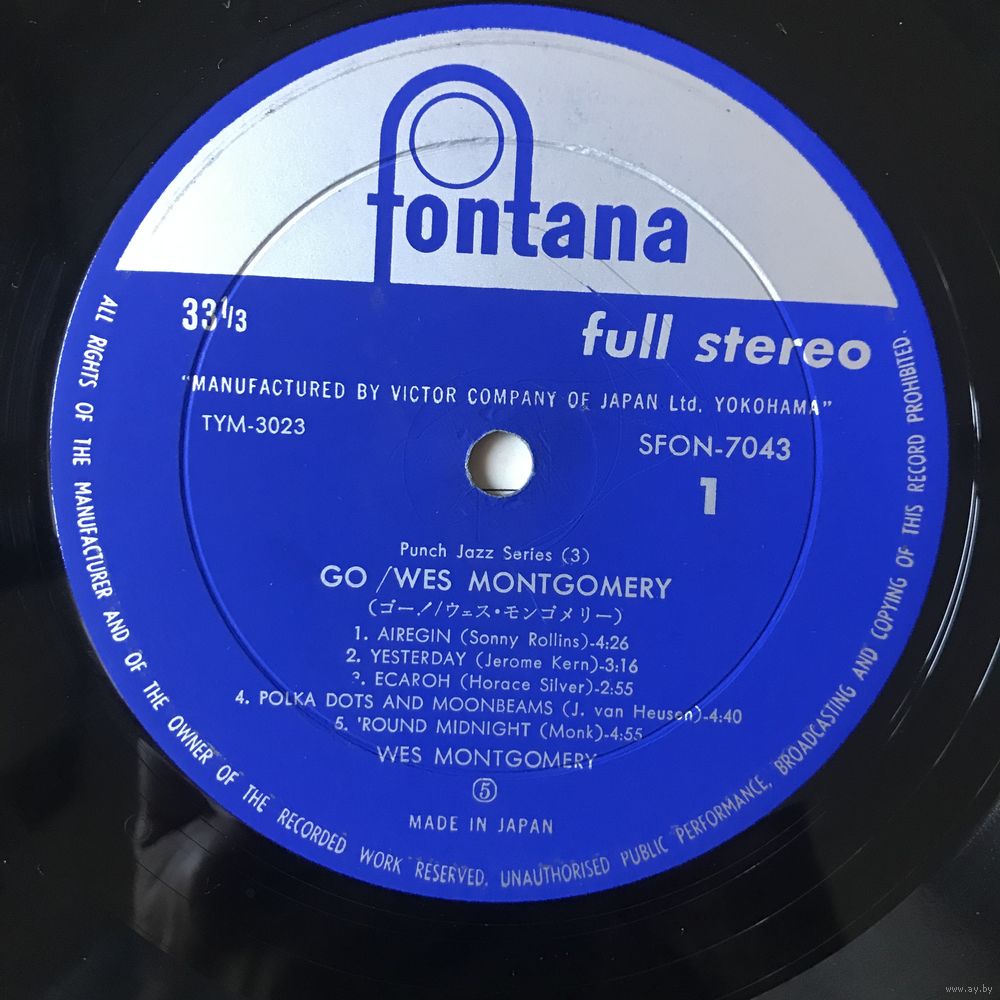 fontana
33 1/3
full stereo
"MANUFACTURED BY VICTOR COMPANY OF JAPAN Ltd. YOKOHAMA"
TYM-3023
SFON-7043
1
Punch Jazz Series (3)
GO /WES MONTGOMERY
(ゴー!/ウェス・モンゴメリー)
1. AIREGIN (Sonny Rollins)-4:26
2. YESTERDAY (Jerome Kern)-3:16
3. ECAROH (Horace Silver)-2:55
4. POLKA DOTS AND MOONBEAMS (J. van Heusen)-4:40
5. 'ROUND MIDNIGHT (Monk)-4:55
WES MONTGOMERY
⑤
MADE IN JAPAN
ALL RIGHTS OF THE MANUFACTURER AND OF THE OWNER OF THE RECORDED WORK RESERVED. UNAUTHORISED PUBLIC PERFORMANCE, BROADCASTING AND COPYING OF THIS RECORD PROHIBITED.
www.ay.by